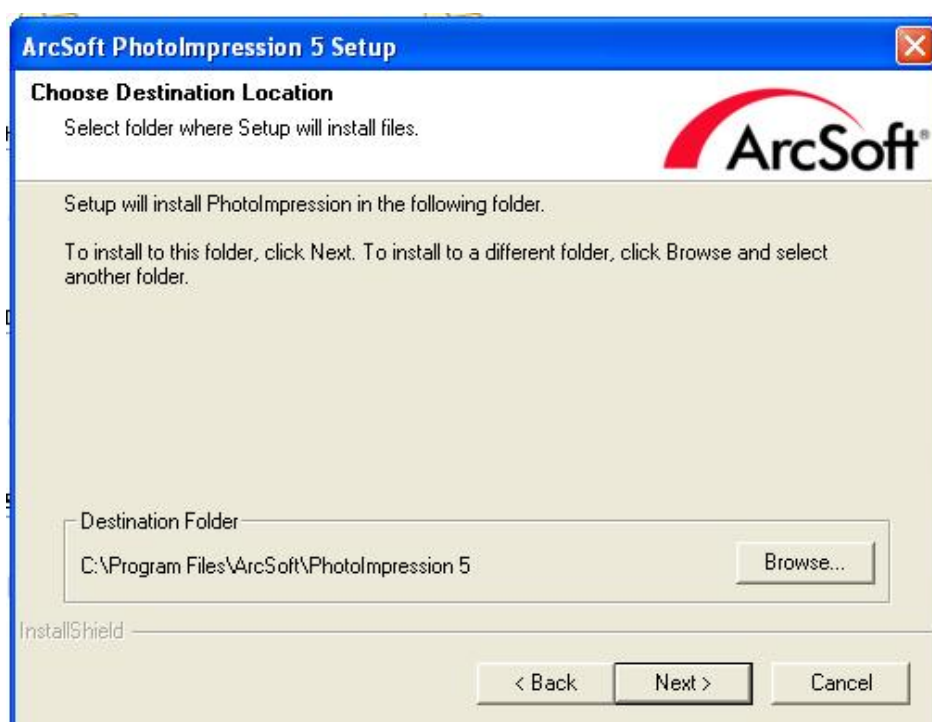 ArcSoft PhotoImpression 5 Setup
Choose Destination Location
Select folder where Setup will install files.
ArcSoft®
Setup will install PhotoImpression in the following folder.
To install to this folder, click Next. To install to a different folder, click Browse and select
another folder.
Destination Folder
C:\Program Files\ArcSoft\PhotoImpression 5
Browse...
InstallShield
< Back
Next >
Cancel